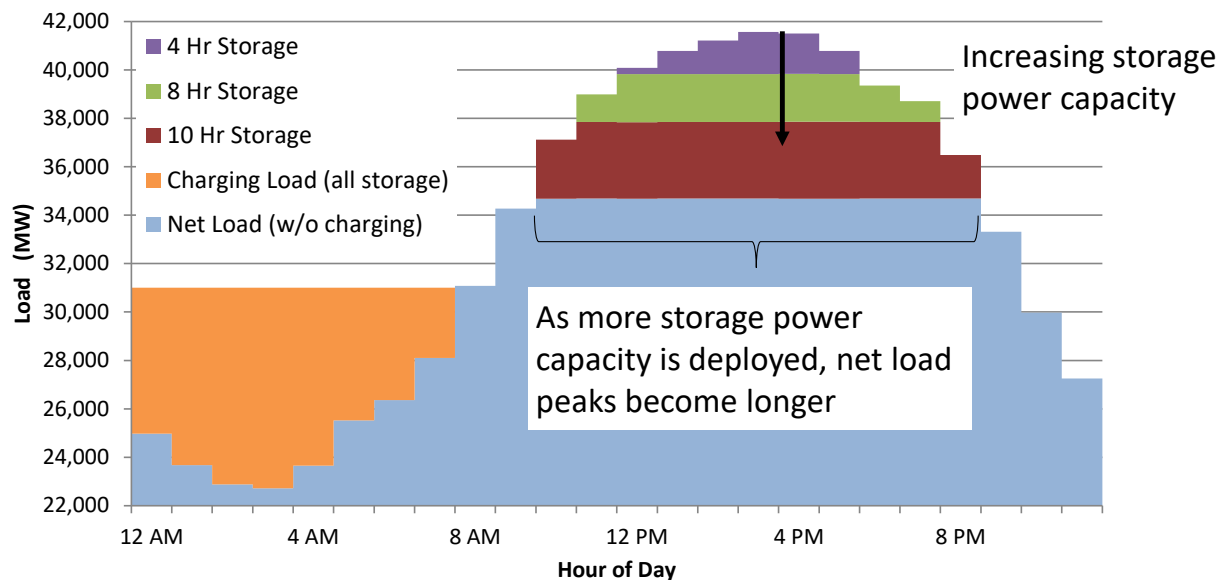 42,000
40,000
38,000
36,000
34,000
32,000
30,000
28,000
26,000
24,000
22,000
Load (MW)
4 Hr Storage
8 Hr Storage
10 Hr Storage
Charging Load (all storage)
Net Load (w/o charging)
Increasing storage
power capacity
As more storage power
capacity is deployed, net load
peaks become longer
12 AM
4 AM
8 AM
12 PM
4 PM
8 PM
Hour of Day